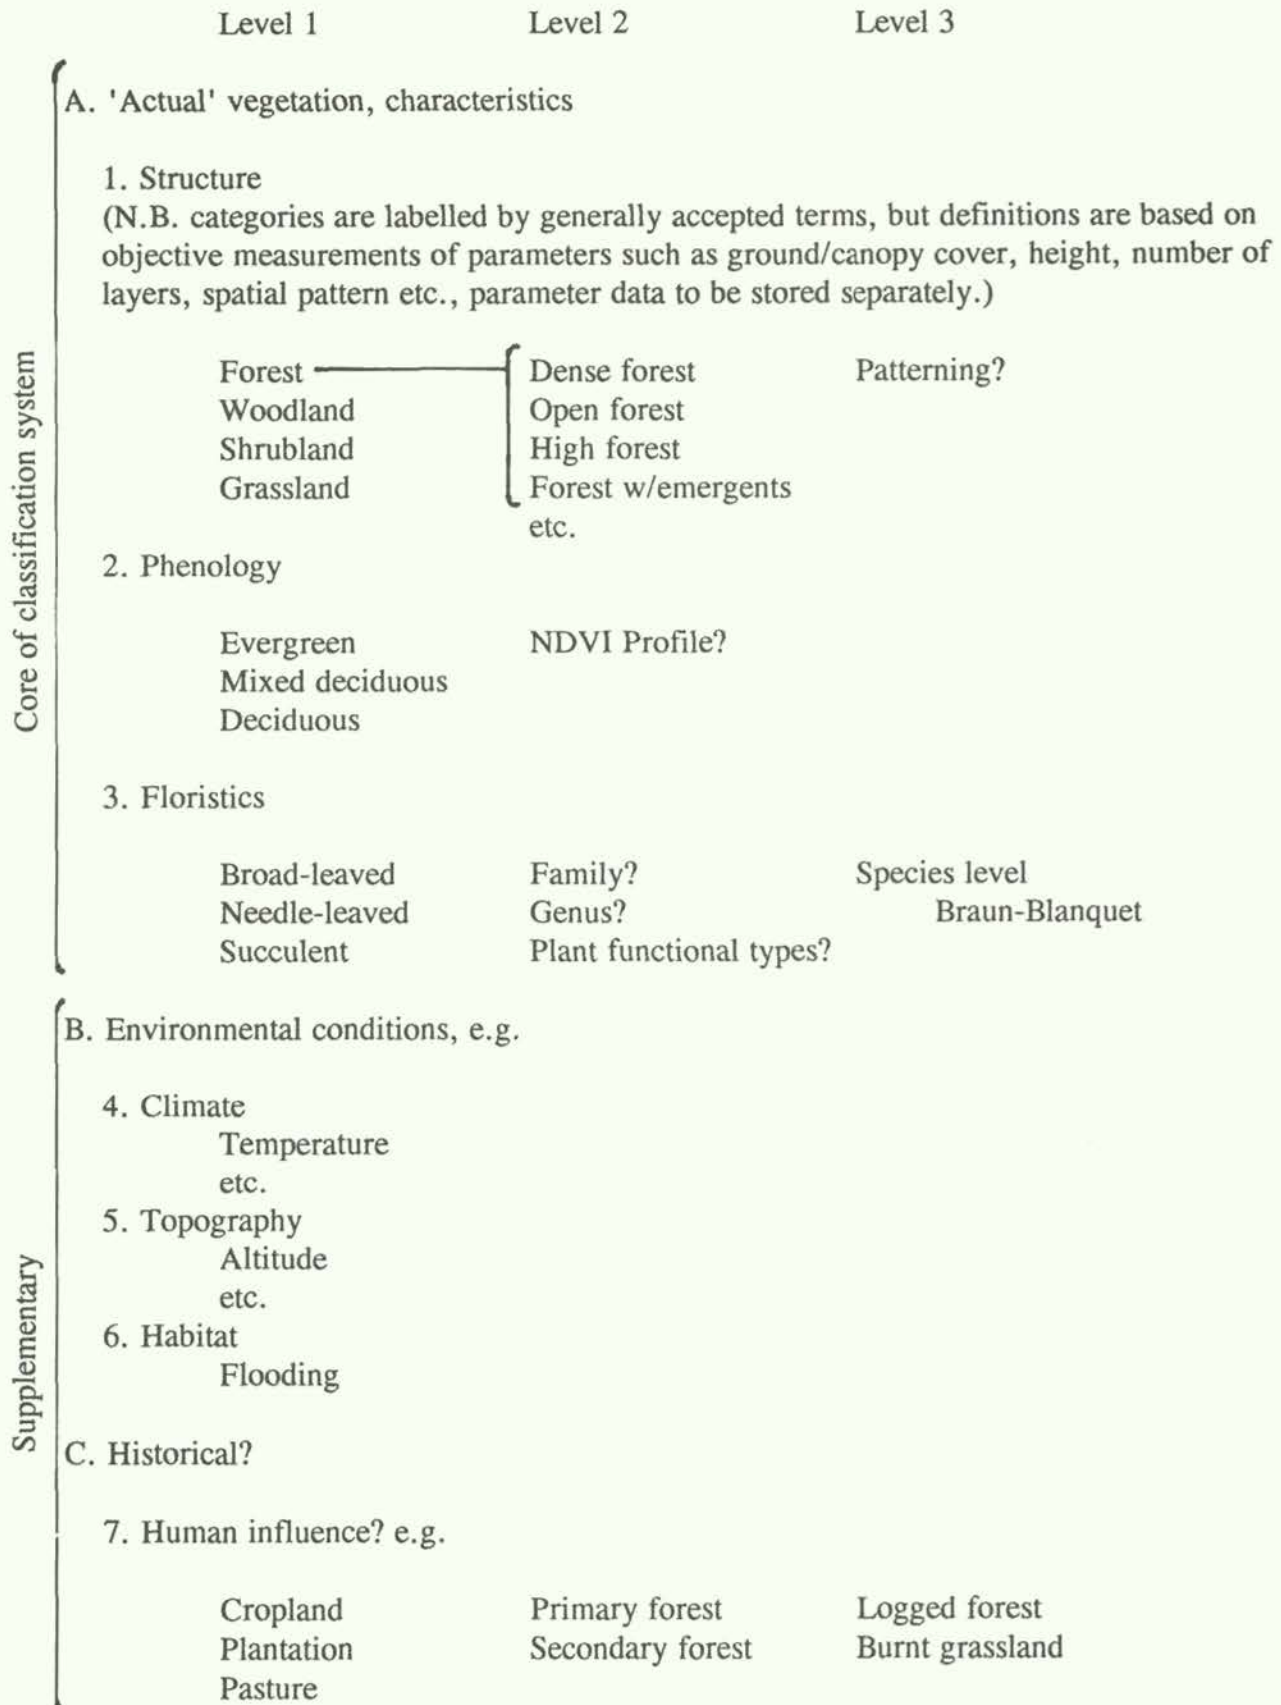 Level 1 Level 2 Level 3
A. 'Actual' vegetation, characteristics
1. Structure
(N.B. categories are labelled by generally accepted terms, but definitions are based on
objective measurements of parameters such as ground/canopy cover, height, number of
layers, spatial pattern etc., parameter data to be stored separately.)
Core of classification system
Forest Dense forest Patterning?
Woodland Open forest
Shrubland High forest
Grassland Forest w/emergents
etc.
2. Phenology
Evergreen NDVI Profile?
Mixed deciduous
Deciduous
3. Floristics
Broad-leaved Family? Species level
Needle-leaved Genus? Braun-Blanquet
Succulent Plant functional types?
B. Environmental conditions, e.g.
4. Climate
Temperature
etc.
5. Topography
Altitude
etc.
6. Habitat
Flooding
Supplementary
C. Historical?
7. Human influence? e.g.
Cropland Primary forest Logged forest
Plantation Secondary forest Burnt grassland
Pasture